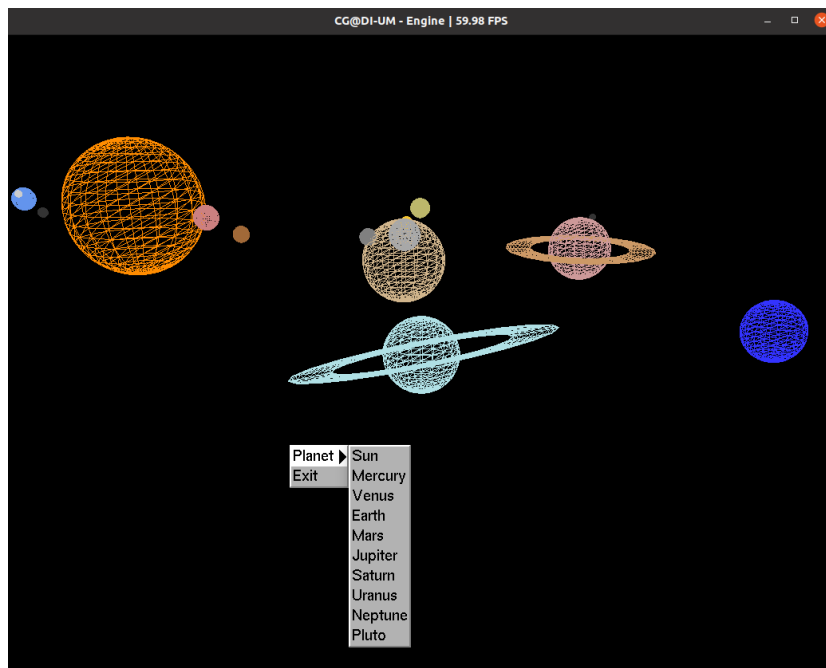 CG@DI-UM - Engine | 59.98 FPS
Planet
Exit
Sun
Mercury
Venus
Earth
Mars
Jupiter
Saturn
Uranus
Neptune
Pluto